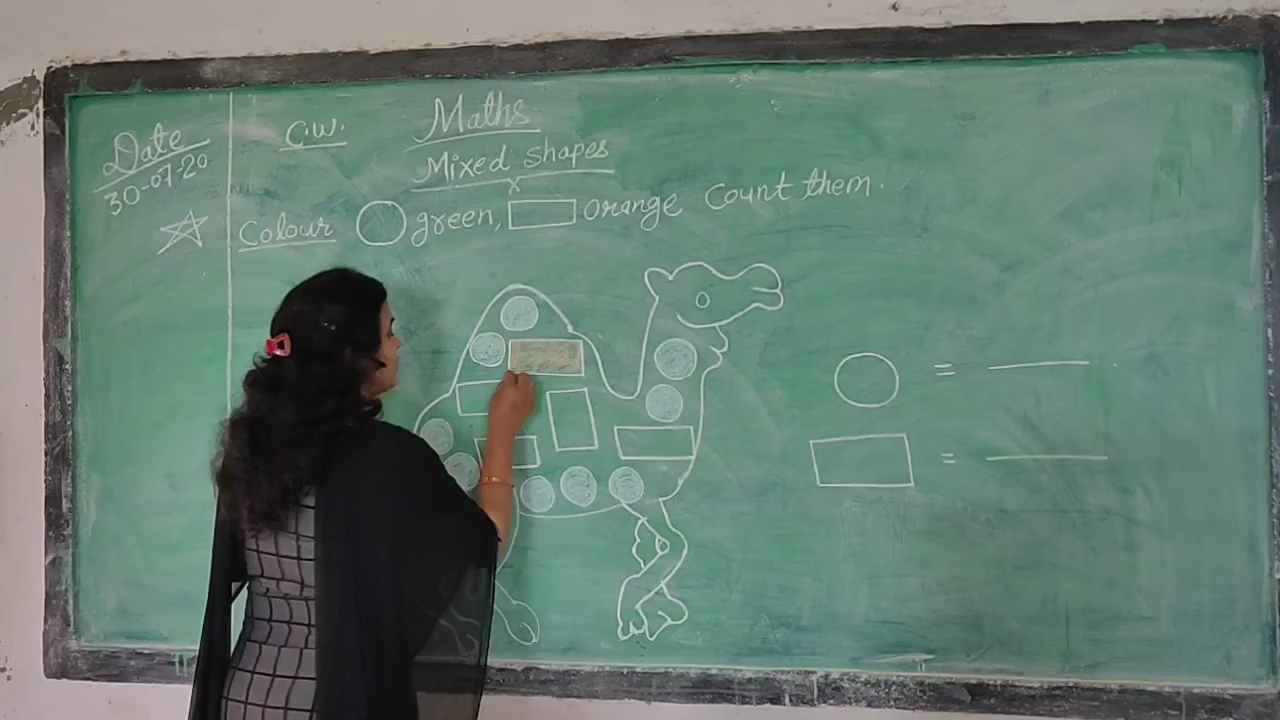 Date
30-07-20
C.W.
Maths
Mixed shapes
x
Colour green, Orange Count them.
=
=